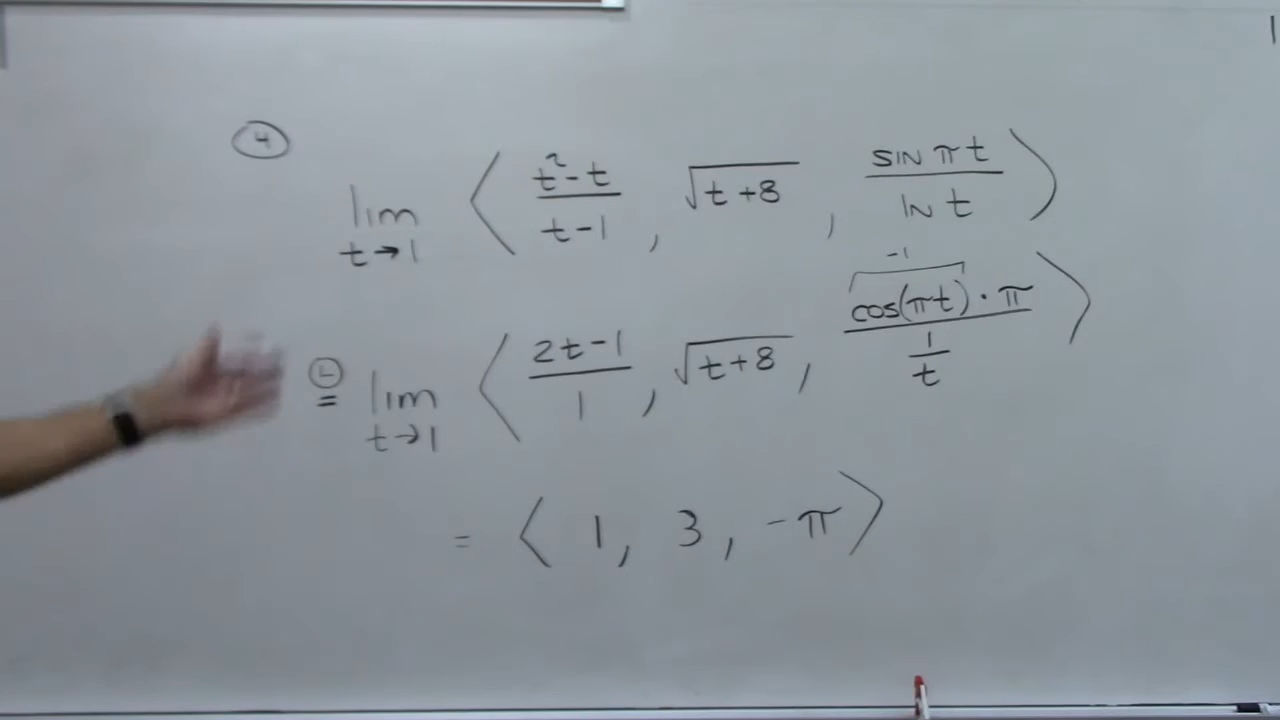 4
lim t→1 ⟨ t²-t / t-1 , √t+8 , SIN πt / ln t ⟩
Ⓛ= lim t→1 ⟨ 2t-1 / 1 , √t+8 , -1 cos(πt)·π / 1/t ⟩
= ⟨ 1, 3, -π ⟩